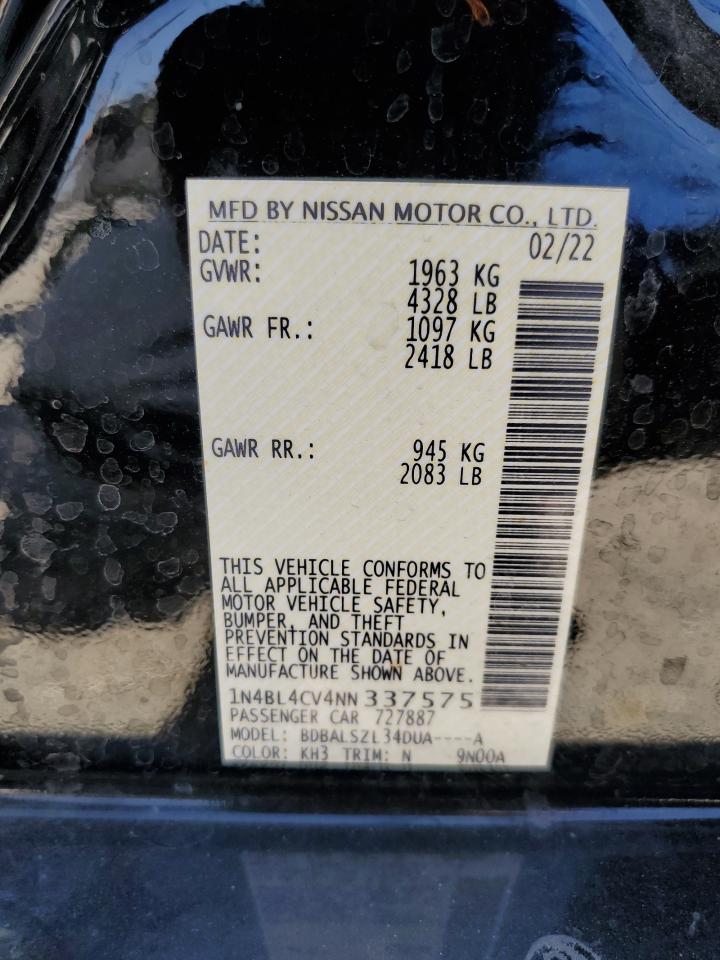 MFD BY NISSAN MOTOR CO., LTD.
DATE: 02/22
GVWR: 1963 KG
4328 LB
GAWR FR.: 1097 KG
2418 LB
GAWR RR.: 945 KG
2083 LB
THIS VEHICLE CONFORMS TO
ALL APPLICABLE FEDERAL
MOTOR VEHICLE SAFETY,
BUMPER, AND THEFT
PREVENTION STANDARDS IN
EFFECT ON THE DATE OF
MANUFACTURE SHOWN ABOVE.
1N4BL4CV4NN337575
PASSENGER CAR 727887
MODEL: BDBALSZL34DUA----A
COLOR: KH3 TRIM: N 9N00A